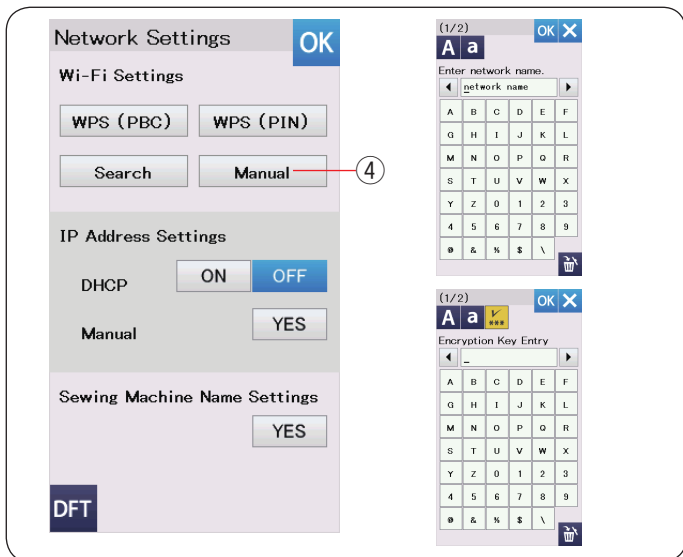 Network Settings
OK
Wi-Fi Settings
WPS (PBC)
WPS (PIN)
Search
Manual
④
IP Address Settings
DHCP
ON
OFF
Manual
YES
Sewing Machine Name Settings
YES
DFT
(1/2)
OK X
A a
Enter network name.
network name
A B C D E F
G H I J K L
M N O P Q R
S T U V W X
Y Z 0 1 2 3
4 5 6 7 8 9
@ & % $ \
(1/2)
OK X
A a ***
Encryption Key Entry
_
A B C D E F
G H I J K L
M N O P Q R
S T U V W X
Y Z 0 1 2 3
4 5 6 7 8 9
@ & % $ \